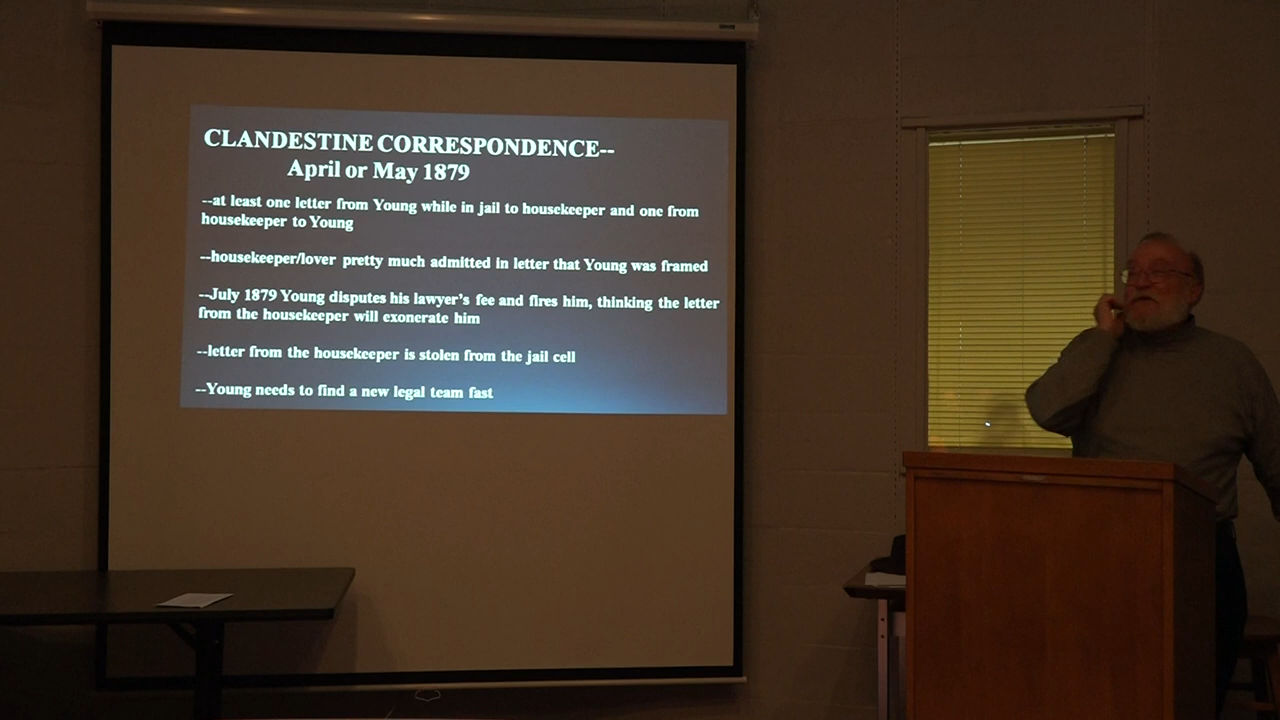 CLANDESTINE CORRESPONDENCE--
April or May 1879
--at least one letter from Young while in jail to housekeeper and one from
housekeeper to Young
--housekeeper/lover pretty much admitted in letter that Young was framed
--July 1879 Young disputes his lawyer's fee and fires him, thinking the letter
from the housekeeper will exonerate him
--letter from the housekeeper is stolen from the jail cell
--Young needs to find a new legal team fast